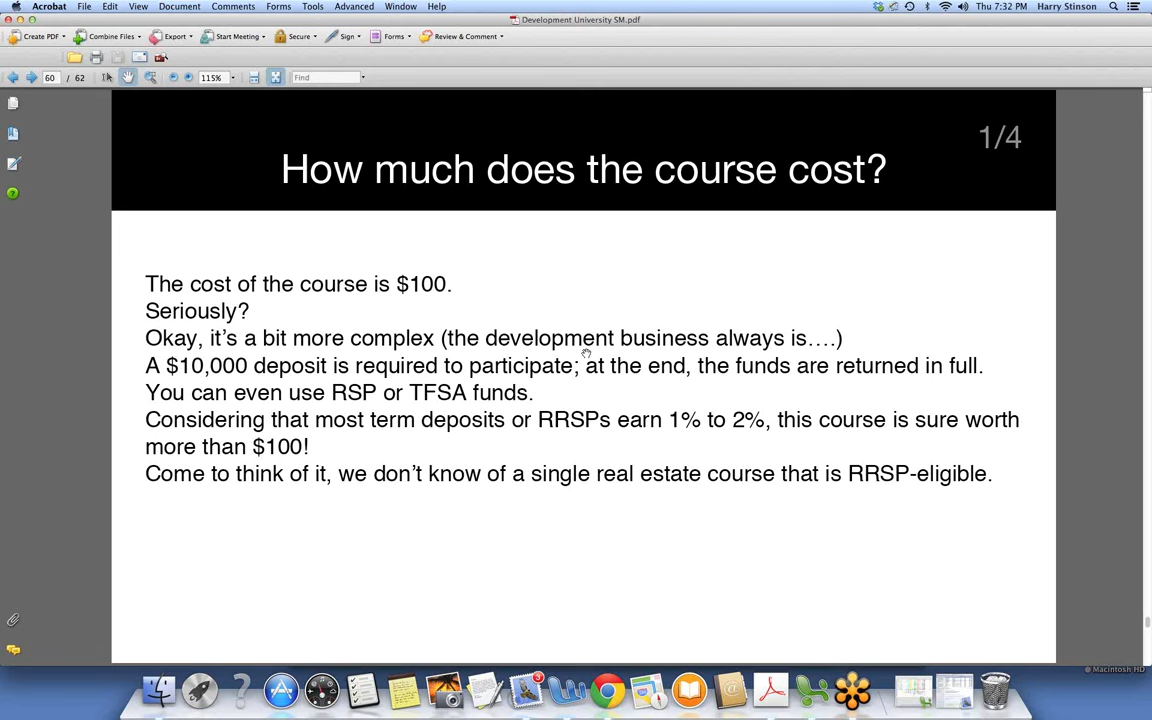 Acrobat File Edit View Document Comments Forms Tools Advanced Window Help Thu 7:32 PM Harry Stinson
Development University SM.pdf
Create PDF Combine Files Export Start Meeting Secure Sign Forms Review & Comment
60 / 62 115% Find
1/4
How much does the course cost?
The cost of the course is $100.
Seriously?
Okay, it's a bit more complex (the development business always is....)
A $10,000 deposit is required to participate; at the end, the funds are returned in full.
You can even use RSP or TFSA funds.
Considering that most term deposits or RRSPs earn 1% to 2%, this course is sure worth
more than $100!
Come to think of it, we don't know of a single real estate course that is RRSP-eligible.
Macintosh HD
3